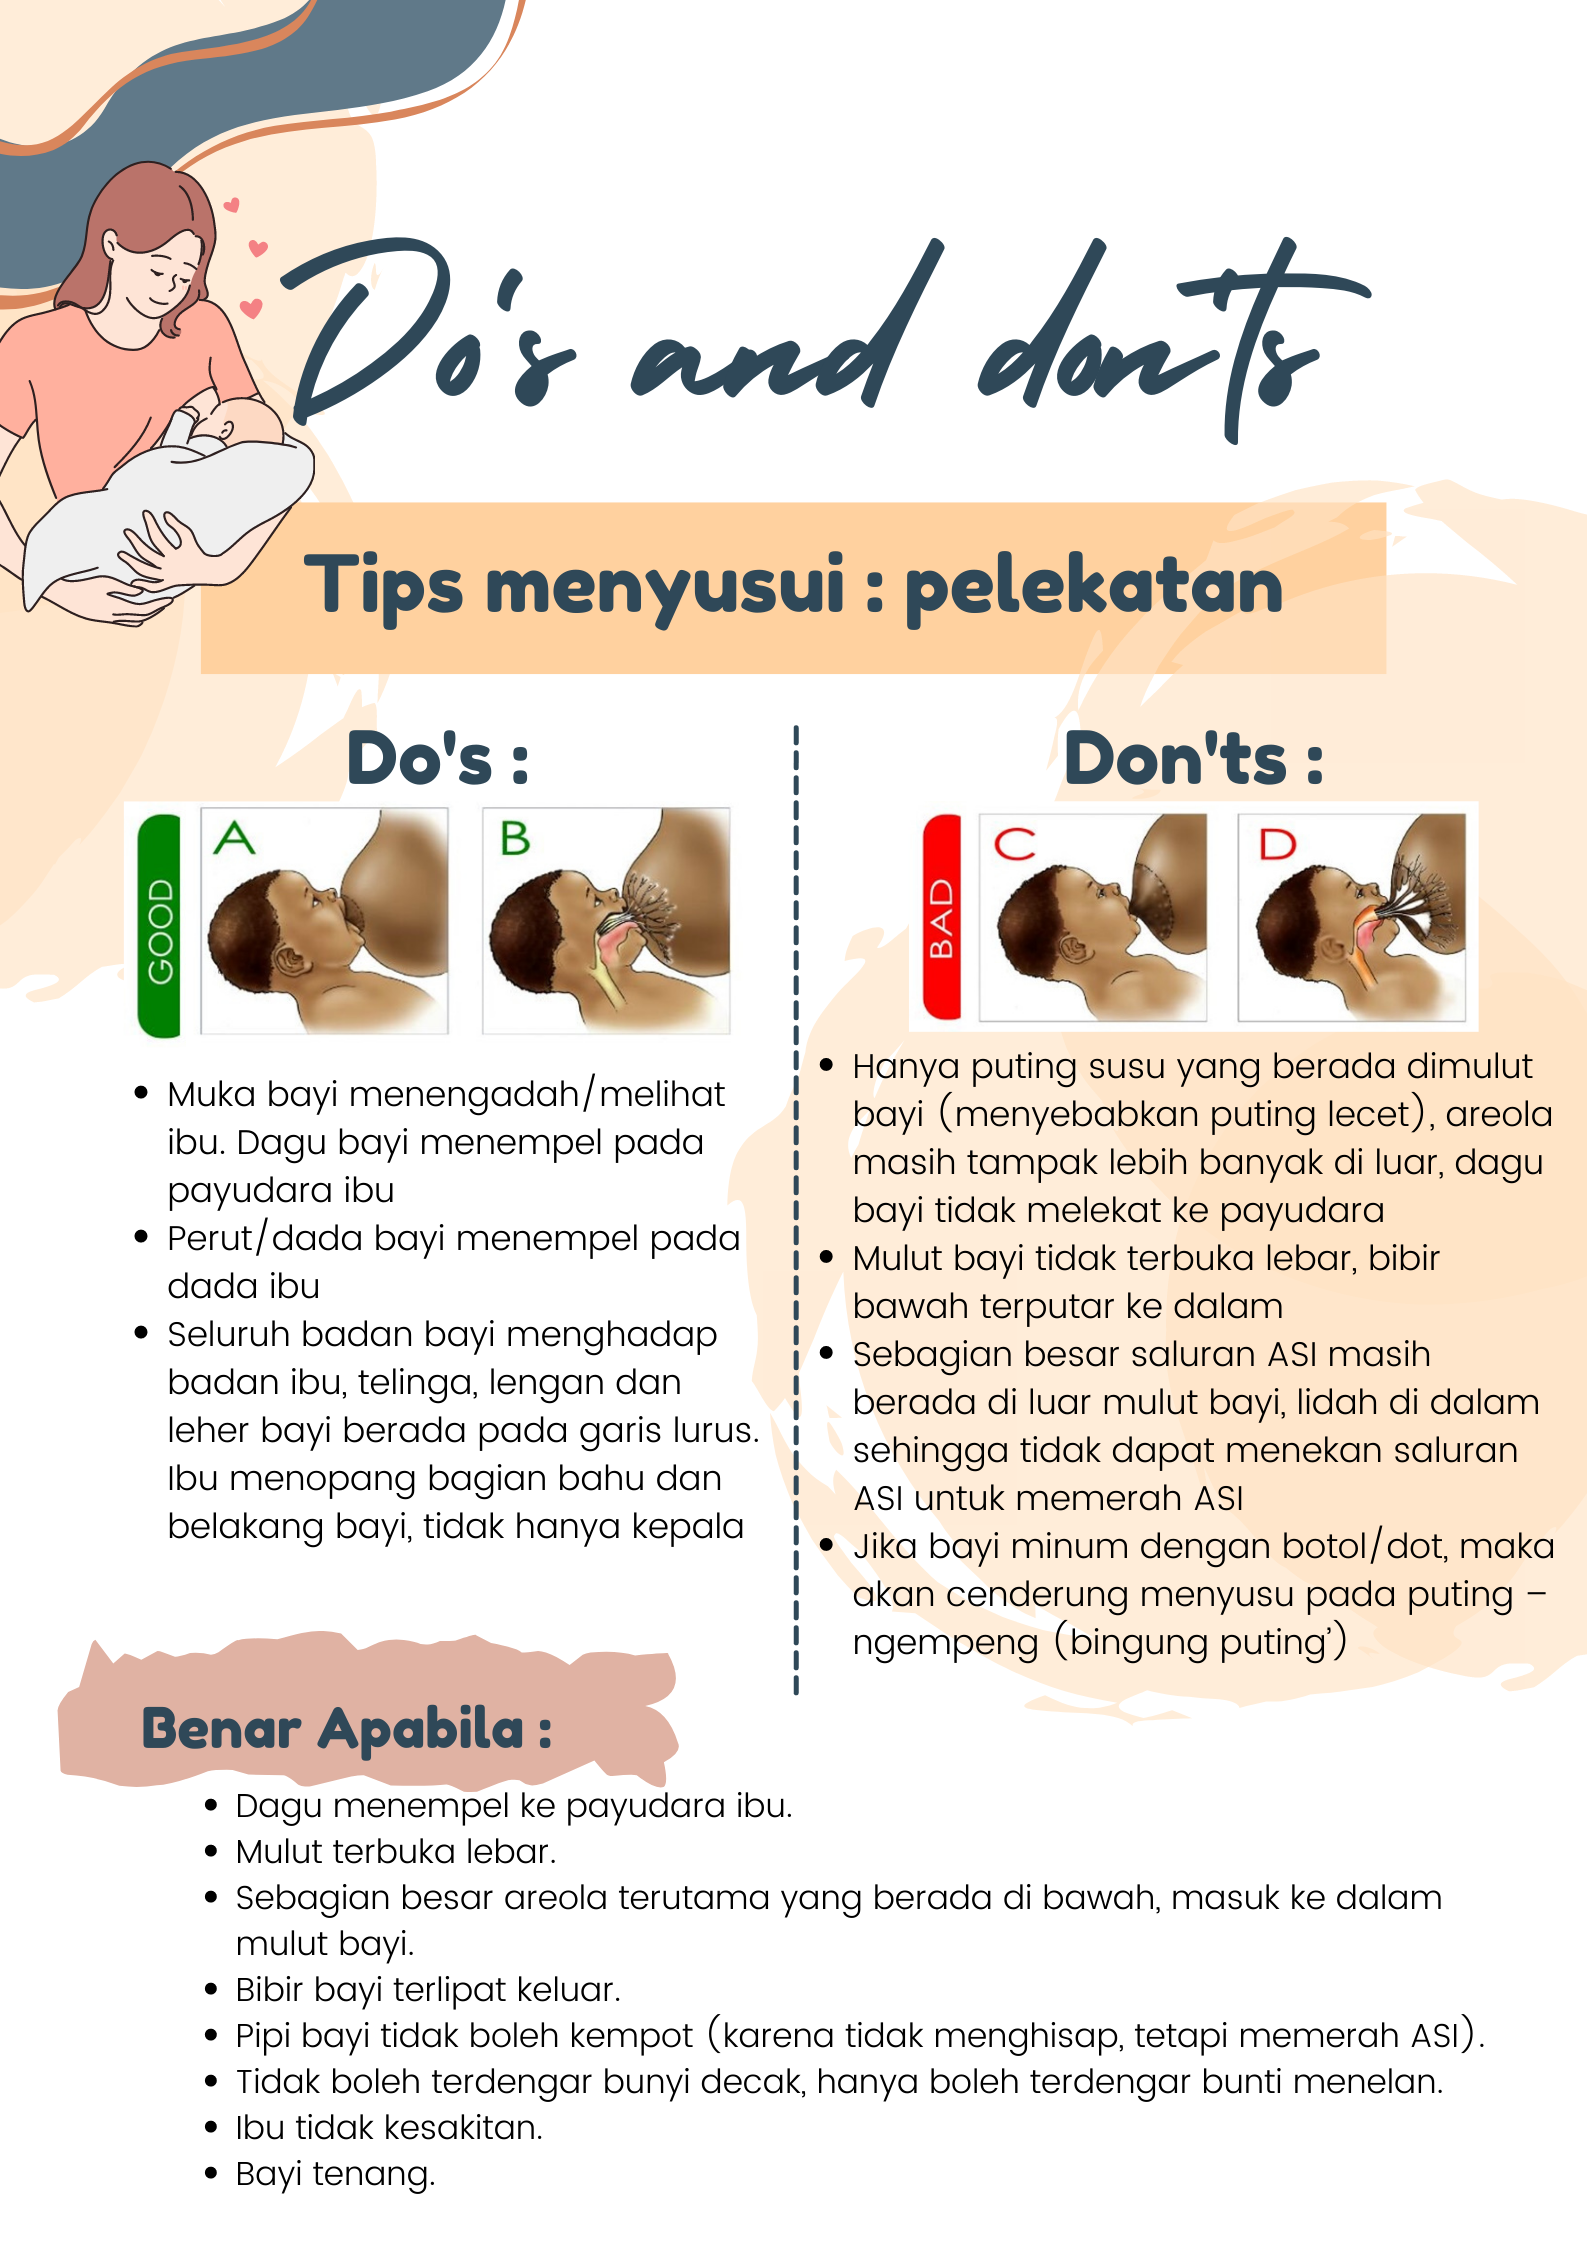 Do's and don'ts
Tips menyusui : pelekatan
Do's :
GOOD
A
B
Muka bayi menengadah/melihat
ibu. Dagu bayi menempel pada
payudara ibu
Perut/dada bayi menempel pada
dada ibu
Seluruh badan bayi menghadap
badan ibu, telinga, lengan dan
leher bayi berada pada garis lurus.
Ibu menopang bagian bahu dan
belakang bayi, tidak hanya kepala
Don'ts :
BAD
C
D
Hanya puting susu yang berada dimulut
bayi (menyebabkan puting lecet), areola
masih tampak lebih banyak di luar, dagu
bayi tidak melekat ke payudara
Mulut bayi tidak terbuka lebar, bibir
bawah terputar ke dalam
Sebagian besar saluran ASI masih
berada di luar mulut bayi, lidah di dalam
sehingga tidak dapat menekan saluran
ASI untuk memerah ASI
Jika bayi minum dengan botol/dot, maka
akan cenderung menyusu pada puting –
ngempeng (bingung puting’)
Benar Apabila :
Dagu menempel ke payudara ibu.
Mulut terbuka lebar.
Sebagian besar areola terutama yang berada di bawah, masuk ke dalam
mulut bayi.
Bibir bayi terlipat keluar.
Pipi bayi tidak boleh kempot (karena tidak menghisap, tetapi memerah ASI).
Tidak boleh terdengar bunyi decak, hanya boleh terdengar bunti menelan.
Ibu tidak kesakitan.
Bayi tenang.